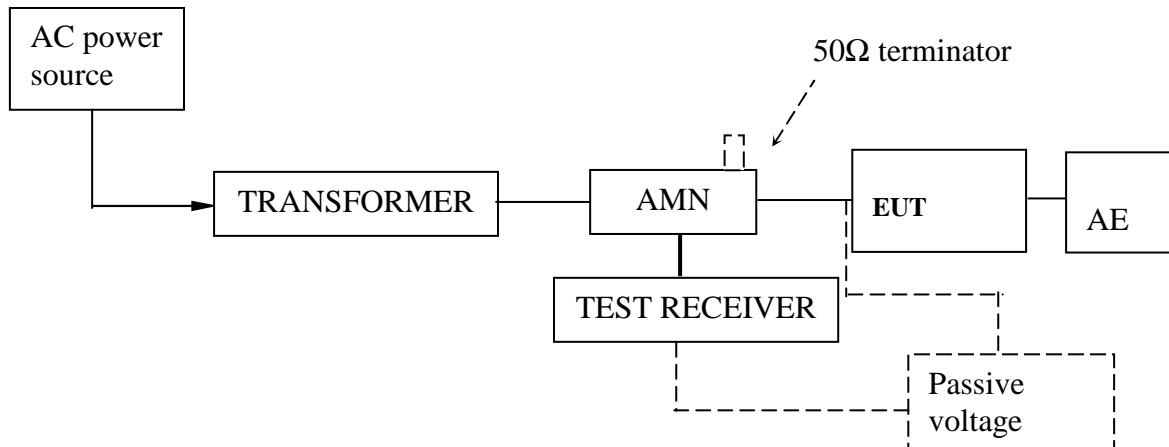 AC power
source
50Ω terminator
TRANSFORMER
AMN
EUT
AE
TEST RECEIVER
Passive
voltage